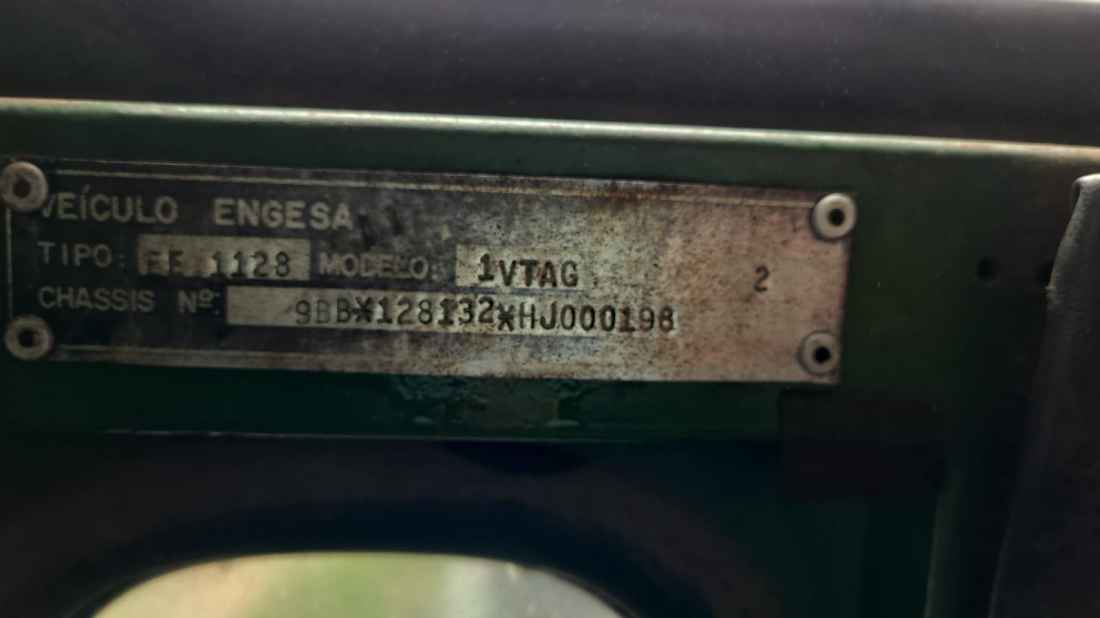 VEÍCULO ENGESA
TIPO: EE 1128 MODELO: 1VTAG 2
CHASSIS Nº: 9BB*128132*HJ000198